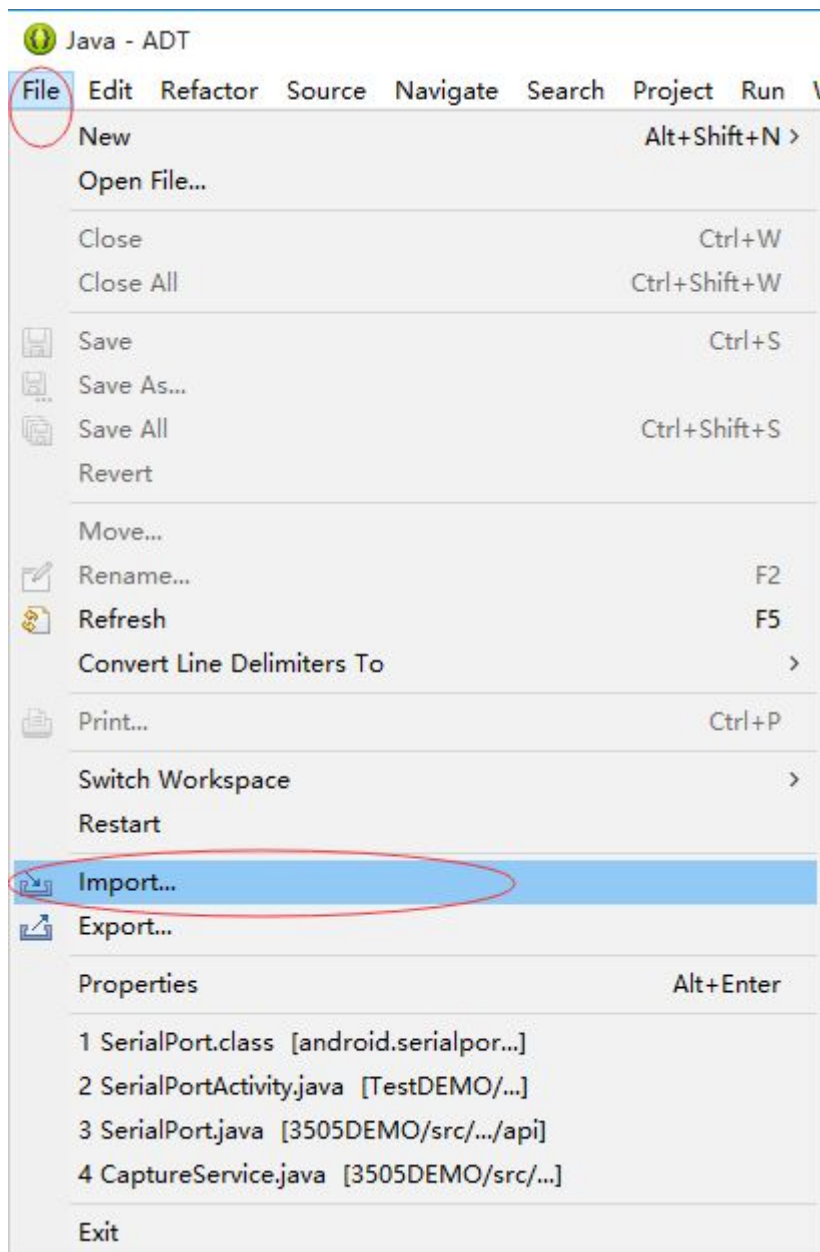 Java - ADT
File Edit Refactor Source Navigate Search Project Run
New Alt+Shift+N >
Open File...
Close Ctrl+W
Close All Ctrl+Shift+W
Save Ctrl+S
Save As...
Save All Ctrl+Shift+S
Revert
Move...
Rename... F2
Refresh F5
Convert Line Delimiters To >
Print... Ctrl+P
Switch Workspace >
Restart
Import...
Export...
Properties Alt+Enter
1 SerialPort.class [android.serialpor...]
2 SerialPortActivity.java [TestDEMO/...]
3 SerialPort.java [3505DEMO/src/.../api]
4 CaptureService.java [3505DEMO/src/...]
Exit